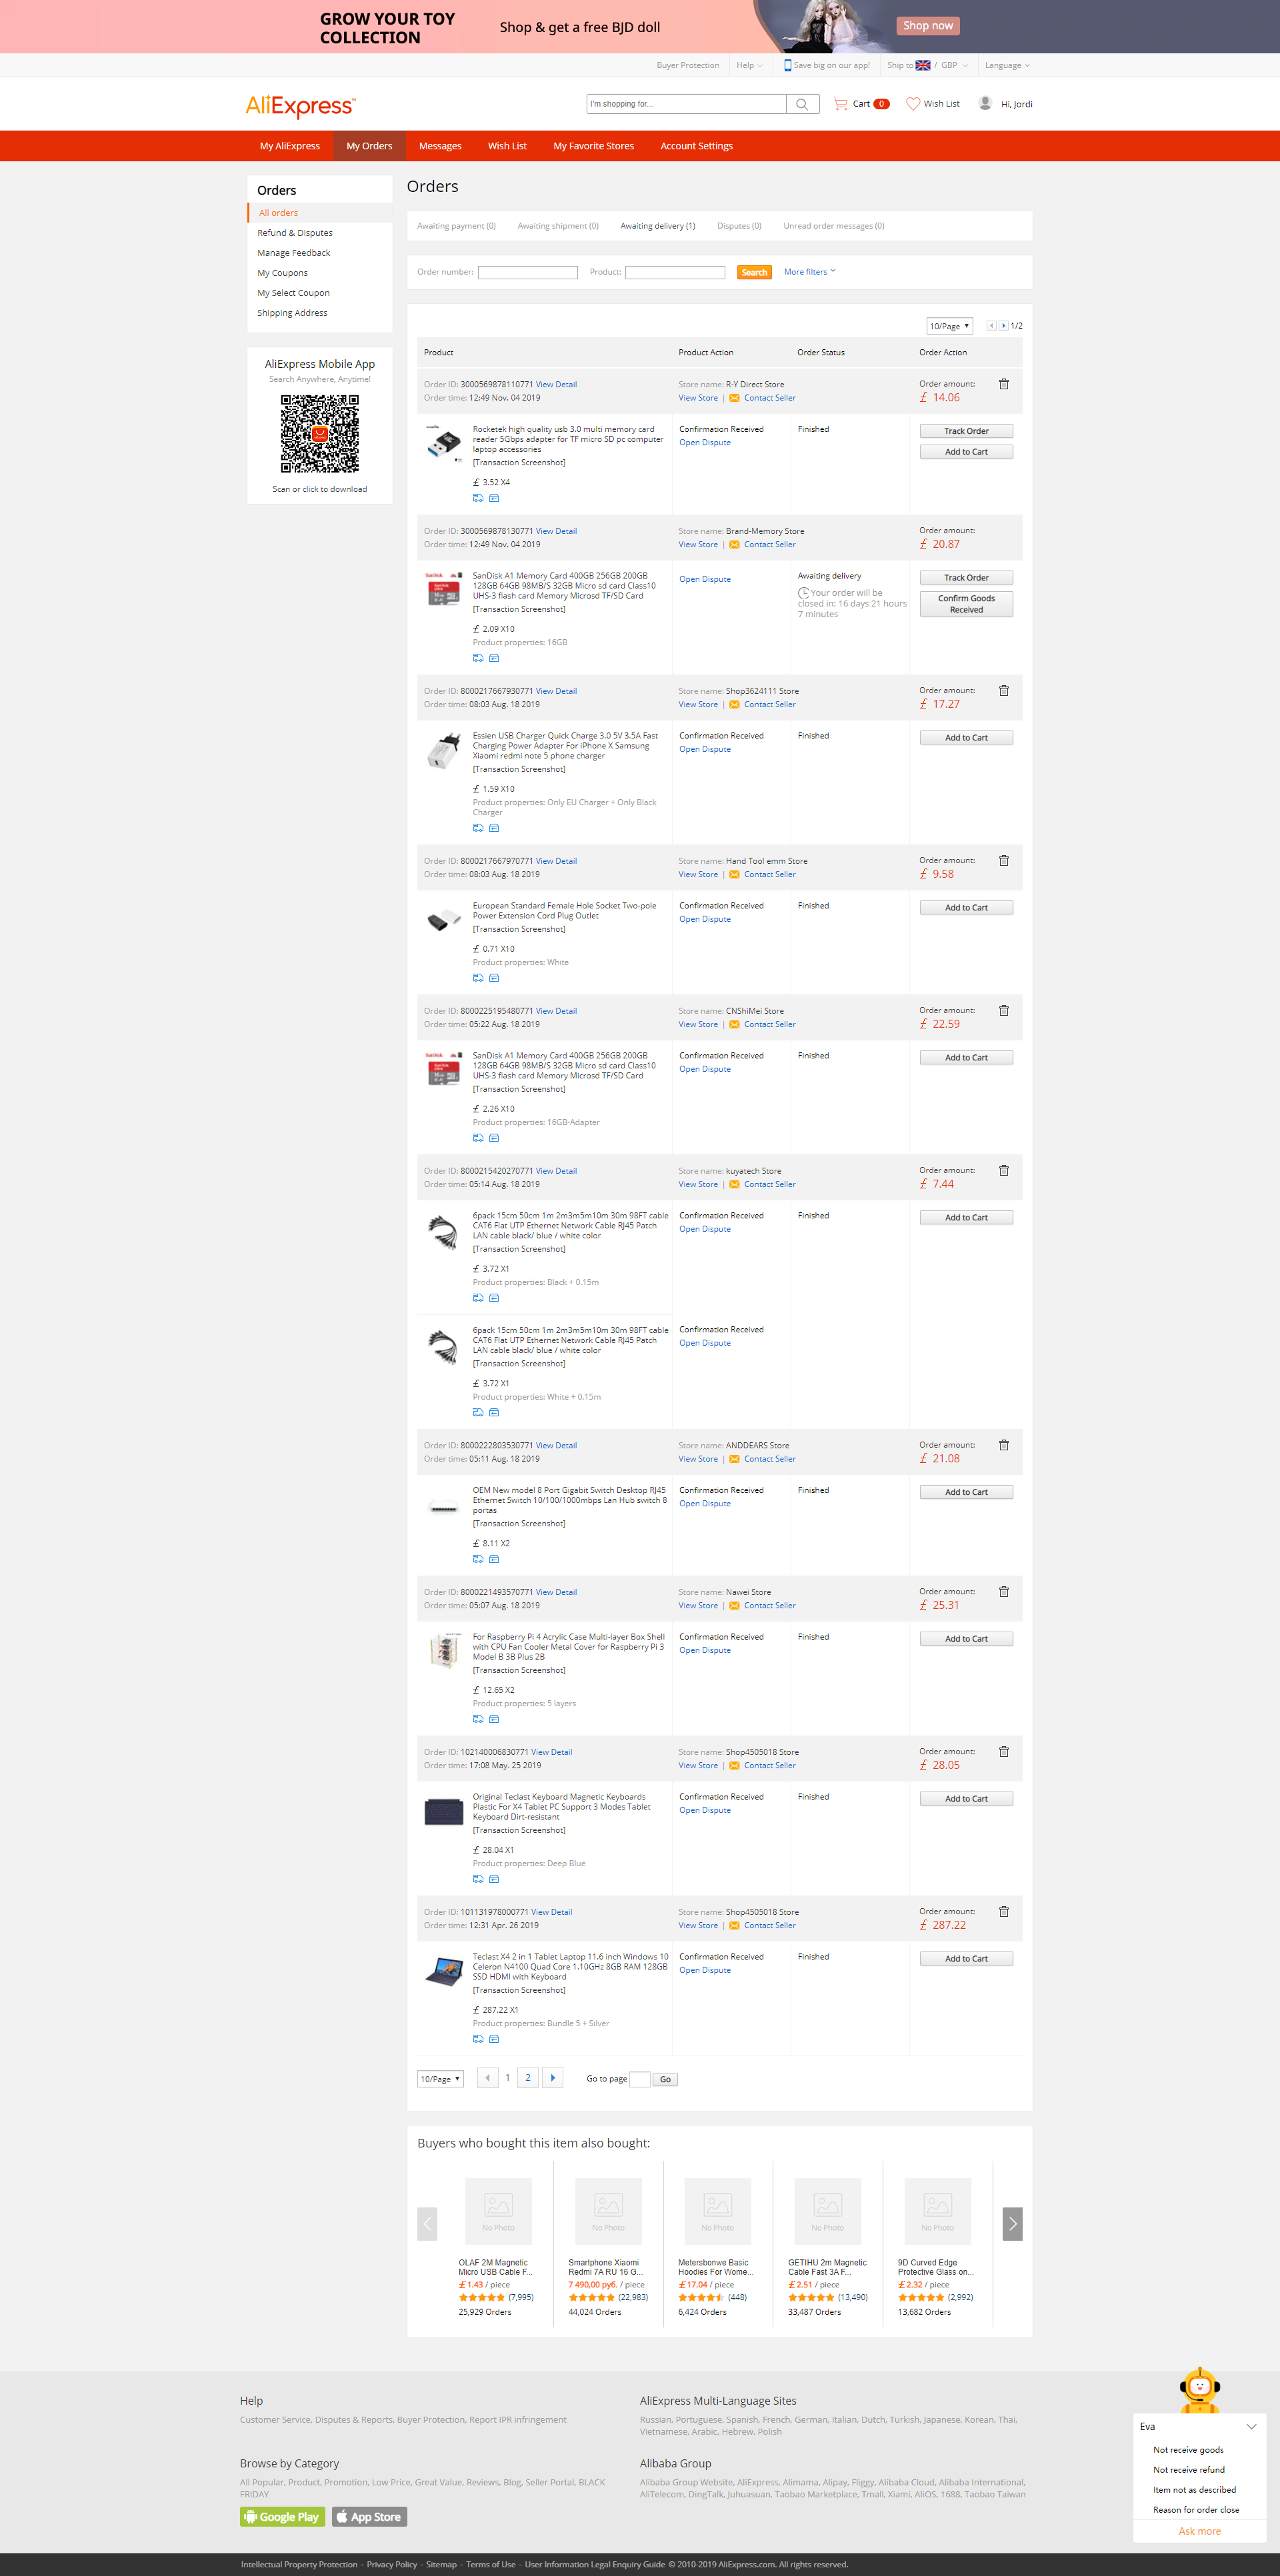 GROW YOUR TOY
COLLECTION
Shop & get a free BJD doll
Shop now
Buyer Protection
Help
Save big on our app!
Ship to / GBP
Language
AliExpress™
I'm shopping for...
Cart 0
Wish List
Hi, Jordi
My AliExpress
My Orders
Messages
Wish List
My Favorite Stores
Account Settings
Orders
All orders
Refund & Disputes
Manage Feedback
My Coupons
My Select Coupon
Shipping Address
AliExpress Mobile App
Search Anywhere, Anytime!
Scan or click to download
Orders
Awaiting payment (0)
Awaiting shipment (0)
Awaiting delivery (1)
Disputes (0)
Unread order messages (0)
Order number:
Product:
Search
More filters
10/Page
1/2
Product
Product Action
Order Status
Order Action
Order ID: 3000569878110771 View Detail
Order time: 12:49 Nov. 04 2019
Store name: R-Y Direct Store
View Store | Contact Seller
Order amount:
£ 14.06
Rocketek high quality usb 3.0 multi memory card
reader 5Gbps adapter for TF micro SD pc computer
laptop accessories
[Transaction Screenshot]
£ 3.52 X4
Confirmation Received
Open Dispute
Finished
Track Order
Add to Cart
Order ID: 3000569878130771 View Detail
Order time: 12:49 Nov. 04 2019
Store name: Brand-Memory Store
View Store | Contact Seller
Order amount:
£ 20.87
SanDisk A1 Memory Card 400GB 256GB 200GB
128GB 64GB 98MB/S 32GB Micro sd card Class10
UHS-3 flash card Memory Microsd TF/SD Card
[Transaction Screenshot]
£ 2.09 X10
Product properties: 16GB
Open Dispute
Awaiting delivery
Your order will be
closed in: 16 days 21 hours
7 minutes
Track Order
Confirm Goods
Received
Order ID: 8000217667930771 View Detail
Order time: 08:03 Aug. 18 2019
Store name: Shop3624111 Store
View Store | Contact Seller
Order amount:
£ 17.27
Essien USB Charger Quick Charge 3.0 5V 3.5A Fast
Charging Power Adapter For iPhone X Samsung
Xiaomi redmi note 5 phone charger
[Transaction Screenshot]
£ 1.59 X10
Product properties: Only EU Charger + Only Black
Charger
Confirmation Received
Open Dispute
Finished
Add to Cart
Order ID: 8000217667970771 View Detail
Order time: 08:03 Aug. 18 2019
Store name: Hand Tool emm Store
View Store | Contact Seller
Order amount:
£ 9.58
European Standard Female Hole Socket Two-pole
Power Extension Cord Plug Outlet
[Transaction Screenshot]
£ 0.71 X10
Product properties: White
Confirmation Received
Open Dispute
Finished
Add to Cart
Order ID: 8000225195480771 View Detail
Order time: 05:22 Aug. 18 2019
Store name: CNShiMei Store
View Store | Contact Seller
Order amount:
£ 22.59
SanDisk A1 Memory Card 400GB 256GB 200GB
128GB 64GB 98MB/S 32GB Micro sd card Class10
UHS-3 flash card Memory Microsd TF/SD Card
[Transaction Screenshot]
£ 2.26 X10
Product properties: 16GB-Adapter
Confirmation Received
Open Dispute
Finished
Add to Cart
Order ID: 8000215420270771 View Detail
Order time: 05:14 Aug. 18 2019
Store name: kuyatech Store
View Store | Contact Seller
Order amount:
£ 7.44
6pack 15cm 50cm 1m 2m3m5m10m 30m 98FT cable
CAT6 Flat UTP Ethernet Network Cable RJ45 Patch
LAN cable black/ blue / white color
[Transaction Screenshot]
£ 3.72 X1
Product properties: Black + 0.15m
Confirmation Received
Open Dispute
Finished
Add to Cart
6pack 15cm 50cm 1m 2m3m5m10m 30m 98FT cable
CAT6 Flat UTP Ethernet Network Cable RJ45 Patch
LAN cable black/ blue / white color
[Transaction Screenshot]
£ 3.72 X1
Product properties: White + 0.15m
Confirmation Received
Open Dispute
Order ID: 8000222803530771 View Detail
Order time: 05:11 Aug. 18 2019
Store name: ANDDEARS Store
View Store | Contact Seller
Order amount:
£ 21.08
OEM New model 8 Port Gigabit Switch Desktop RJ45
Ethernet Switch 10/100/1000mbps Lan Hub switch 8
portas
[Transaction Screenshot]
£ 8.11 X2
Confirmation Received
Open Dispute
Finished
Add to Cart
Order ID: 8000221493570771 View Detail
Order time: 05:07 Aug. 18 2019
Store name: Nawei Store
View Store | Contact Seller
Order amount:
£ 25.31
For Raspberry Pi 4 Acrylic Case Multi-layer Box Shell
with CPU Fan Cooler Metal Cover for Raspberry Pi 3
Model B 3B Plus 2B
[Transaction Screenshot]
£ 12.65 X2
Product properties: 5 layers
Confirmation Received
Open Dispute
Finished
Add to Cart
Order ID: 102140006830771 View Detail
Order time: 17:08 May. 25 2019
Store name: Shop4505018 Store
View Store | Contact Seller
Order amount:
£ 28.05
Original Teclast Keyboard Magnetic Keyboards
Plastic For X4 Tablet PC Support 3 Modes Tablet
Keyboard Dirt-resistant
[Transaction Screenshot]
£ 28.04 X1
Product properties: Deep Blue
Confirmation Received
Open Dispute
Finished
Add to Cart
Order ID: 101131978000771 View Detail
Order time: 12:31 Apr. 26 2019
Store name: Shop4505018 Store
View Store | Contact Seller
Order amount:
£ 287.22
Teclast X4 2 in 1 Tablet Laptop 11.6 inch Windows 10
Celeron N4100 Quad Core 1.10GHz 8GB RAM 128GB
SSD HDMI with Keyboard
[Transaction Screenshot]
£ 287.22 X1
Product properties: Bundle 5 + Silver
Confirmation Received
Open Dispute
Finished
Add to Cart
10/Page
1
2
Go to page
Go
Buyers who bought this item also bought:
No Photo
No Photo
No Photo
No Photo
No Photo
OLAF 2M Magnetic
Micro USB Cable F...
£1.43 / piece
(7,995)
25,929 Orders
Smartphone Xiaomi
Redmi 7A RU 16 G...
7 490,00 руб. / piece
(22,983)
44,024 Orders
Metersbonwe Basic
Hoodies For Wome...
£17.04 / piece
(448)
6,424 Orders
GETIHU 2m Magnetic
Cable Fast 3A F...
£2.51 / piece
(13,490)
33,487 Orders
9D Curved Edge
Protective Glass on...
£2.32 / piece
(2,992)
13,682 Orders
Help
Customer Service, Disputes & Reports, Buyer Protection, Report IPR infringement
AliExpress Multi-Language Sites
Russian, Portuguese, Spanish, French, German, Italian, Dutch, Turkish, Japanese, Korean, Thai,
Vietnamese, Arabic, Hebrew, Polish
Browse by Category
All Popular, Product, Promotion, Low Price, Great Value, Reviews, Blog, Seller Portal, BLACK
FRIDAY
Alibaba Group
Alibaba Group Website, AliExpress, Alimama, Alipay, Fliggy, Alibaba Cloud, Alibaba International,
AliTelecom, DingTalk, Juhuasuan, Taobao Marketplace, Tmall, Xiami, AliOS, 1688, Taobao Taiwan
Google Play
App Store
Eva
Not receive goods
Not receive refund
Item not as described
Reason for order close
Ask more
Intellectual Property Protection - Privacy Policy - Sitemap - Terms of Use - User Information Legal Enquiry Guide © 2010-2019 AliExpress.com. All rights reserved.